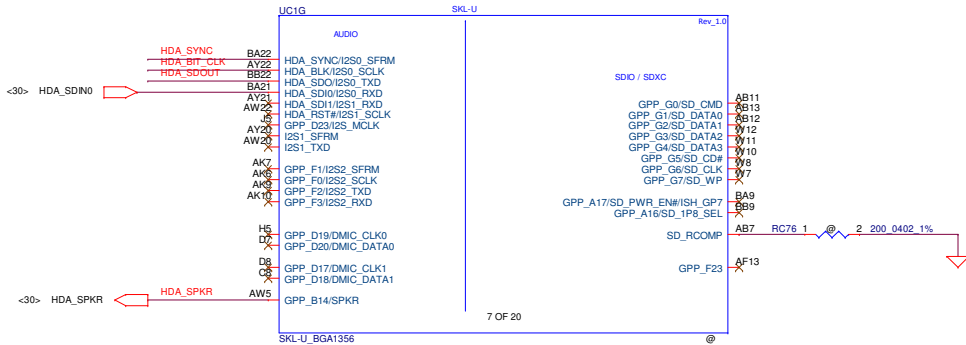 UC1G
SKL-U
Rev_1.0
AUDIO
SDIO / SDXC
HDA_SYNC
BA22
HDA_SYNC/I2S0_SFRM
HDA_BIT_CLK
AY22
HDA_BLK/I2S0_SCLK
HDA_SDOUT
BB22
HDA_SDO/I2S0_TXD
<30> HDA_SDIN0
BA21
HDA_SDI0/I2S0_RXD
AY21
HDA_SDI1/I2S1_RXD
AW22
HDA_RST#/I2S1_SCLK
J5
GPP_D23/I2S_MCLK
AY20
I2S1_SFRM
AW20
I2S1_TXD
AK7
GPP_F1/I2S2_SFRM
AK6
GPP_F0/I2S2_SCLK
AK9
GPP_F2/I2S2_TXD
AK10
GPP_F3/I2S2_RXD
H5
GPP_D19/DMIC_CLK0
D7
GPP_D20/DMIC_DATA0
D8
GPP_D17/DMIC_CLK1
C8
GPP_D18/DMIC_DATA1
<30> HDA_SPKR
HDA_SPKR
AW5
GPP_B14/SPKR
GPP_G0/SD_CMD
AB11
GPP_G1/SD_DATA0
AB13
GPP_G2/SD_DATA1
AB12
GPP_G3/SD_DATA2
W12
GPP_G4/SD_DATA3
W11
GPP_G5/SD_CD#
W10
GPP_G6/SD_CLK
W8
GPP_G7/SD_WP
W7
GPP_A17/SD_PWR_EN#/ISH_GP7
BA9
GPP_A16/SD_1P8_SEL
BB9
SD_RCOMP
AB7
RC76 1 @ 2 200_0402_1%
GPP_F23
AF13
7 OF 20
SKL-U_BGA1356
@